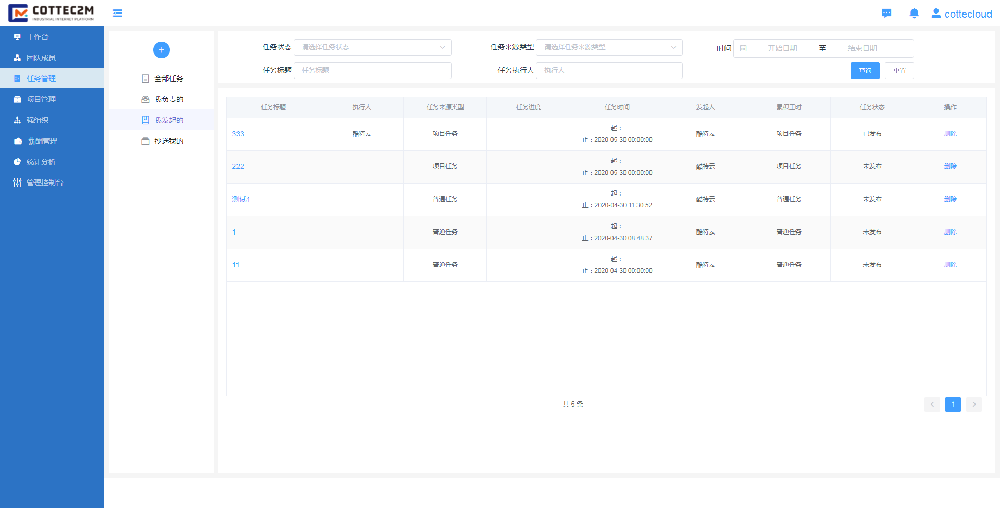 COTTEC2M
INDUSTRIAL INTERNET PLATFORM
cottecloud
工作台
团队成员
任务管理
项目管理
强组织
薪酬管理
统计分析
管理控制台
全部任务
我负责的
我发起的
抄送我的
任务状态 请选择任务状态 任务来源类型 请选择任务来源类型 时间 开始日期 至 结束日期
任务标题 任务标题 任务执行人 执行人 查询 重置
任务标题 执行人 任务来源类型 任务进度 任务时间 发起人 累积工时 任务状态 操作
333 酷特云 项目任务 起： 酷特云 项目任务 已发布 删除
止：2020-05-30 00:00:00
222 项目任务 起： 酷特云 项目任务 未发布 删除
止：2020-05-30 00:00:00
测试1 普通任务 起： 酷特云 普通任务 未发布 删除
止：2020-04-30 11:30:52
1 普通任务 起： 酷特云 普通任务 未发布 删除
止：2020-04-30 08:48:37
11 普通任务 起： 酷特云 普通任务 未发布 删除
止：2020-04-30 00:00:00
共 5 条 1